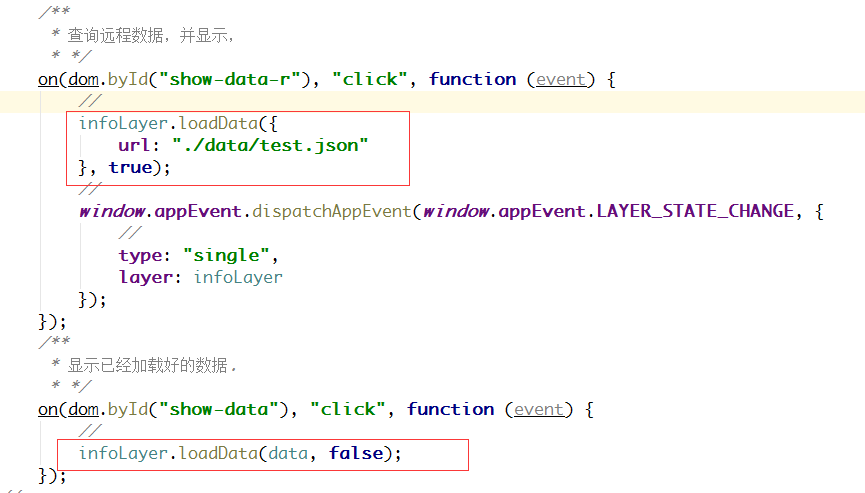 /**
* 查询远程数据，并显示，
* */
on(dom.byId("show-data-r"), "click", function (event) {
//
infoLayer.loadData({
url: "./data/test.json"
}, true);
//
window.appEvent.dispatchAppEvent(window.appEvent.LAYER_STATE_CHANGE, {
//
type: "single",
layer: infoLayer
});
});
/**
* 显示已经加载好的数据.
* */
on(dom.byId("show-data"), "click", function (event) {
//
infoLayer.loadData(data, false);
});
//